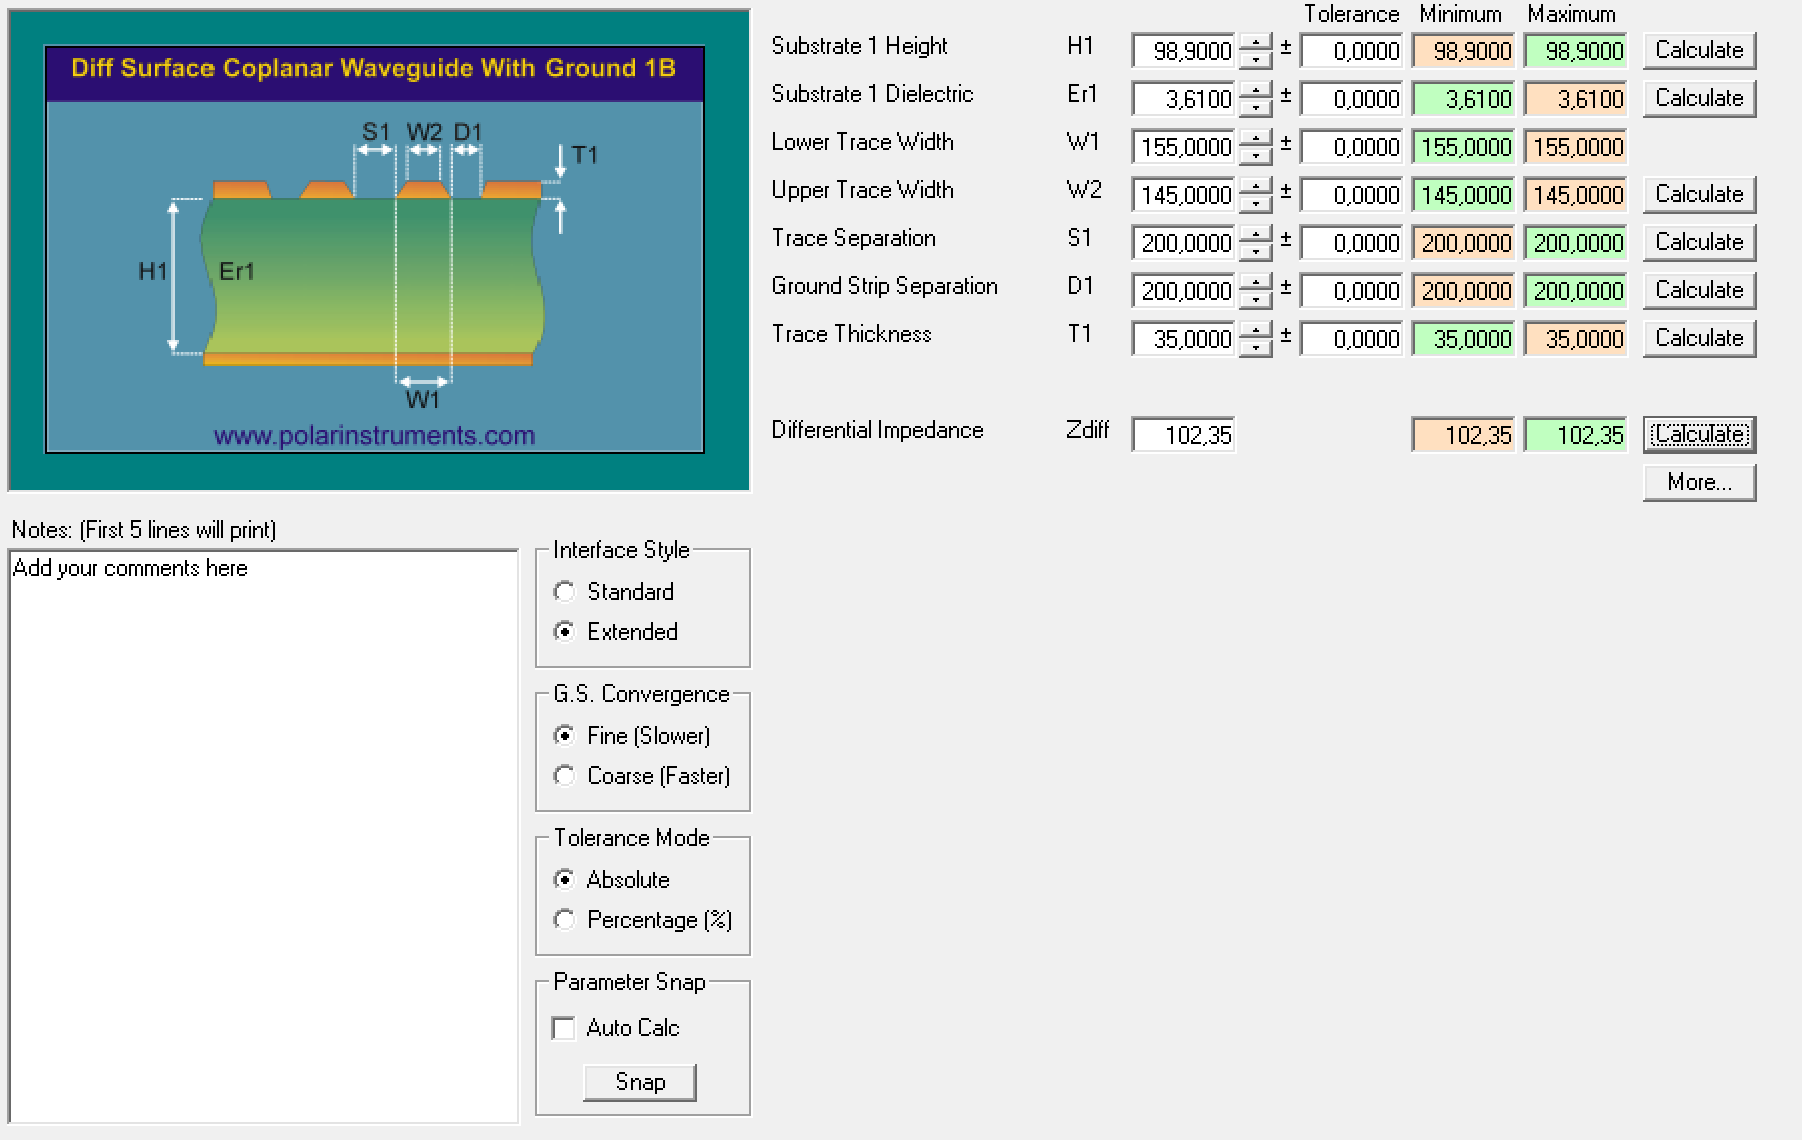 Diff Surface Coplanar Waveguide With Ground 1B
S1 W2 D1
T1
H1 Er1
W1
www.polarinstruments.com
Tolerance Minimum Maximum
Substrate 1 Height H1 98,9000 ± 0,0000 98,9000 98,9000 Calculate
Substrate 1 Dielectric Er1 3,6100 ± 0,0000 3,6100 3,6100 Calculate
Lower Trace Width W1 155,0000 ± 0,0000 155,0000 155,0000
Upper Trace Width W2 145,0000 ± 0,0000 145,0000 145,0000 Calculate
Trace Separation S1 200,0000 ± 0,0000 200,0000 200,0000 Calculate
Ground Strip Separation D1 200,0000 ± 0,0000 200,0000 200,0000 Calculate
Trace Thickness T1 35,0000 ± 0,0000 35,0000 35,0000 Calculate
Differential Impedance Zdiff 102,35 102,35 102,35 Calculate
More...
Notes: (First 5 lines will print)
Add your comments here
Interface Style
Standard
Extended
G.S. Convergence
Fine (Slower)
Coarse (Faster)
Tolerance Mode
Absolute
Percentage (%)
Parameter Snap
Auto Calc
Snap